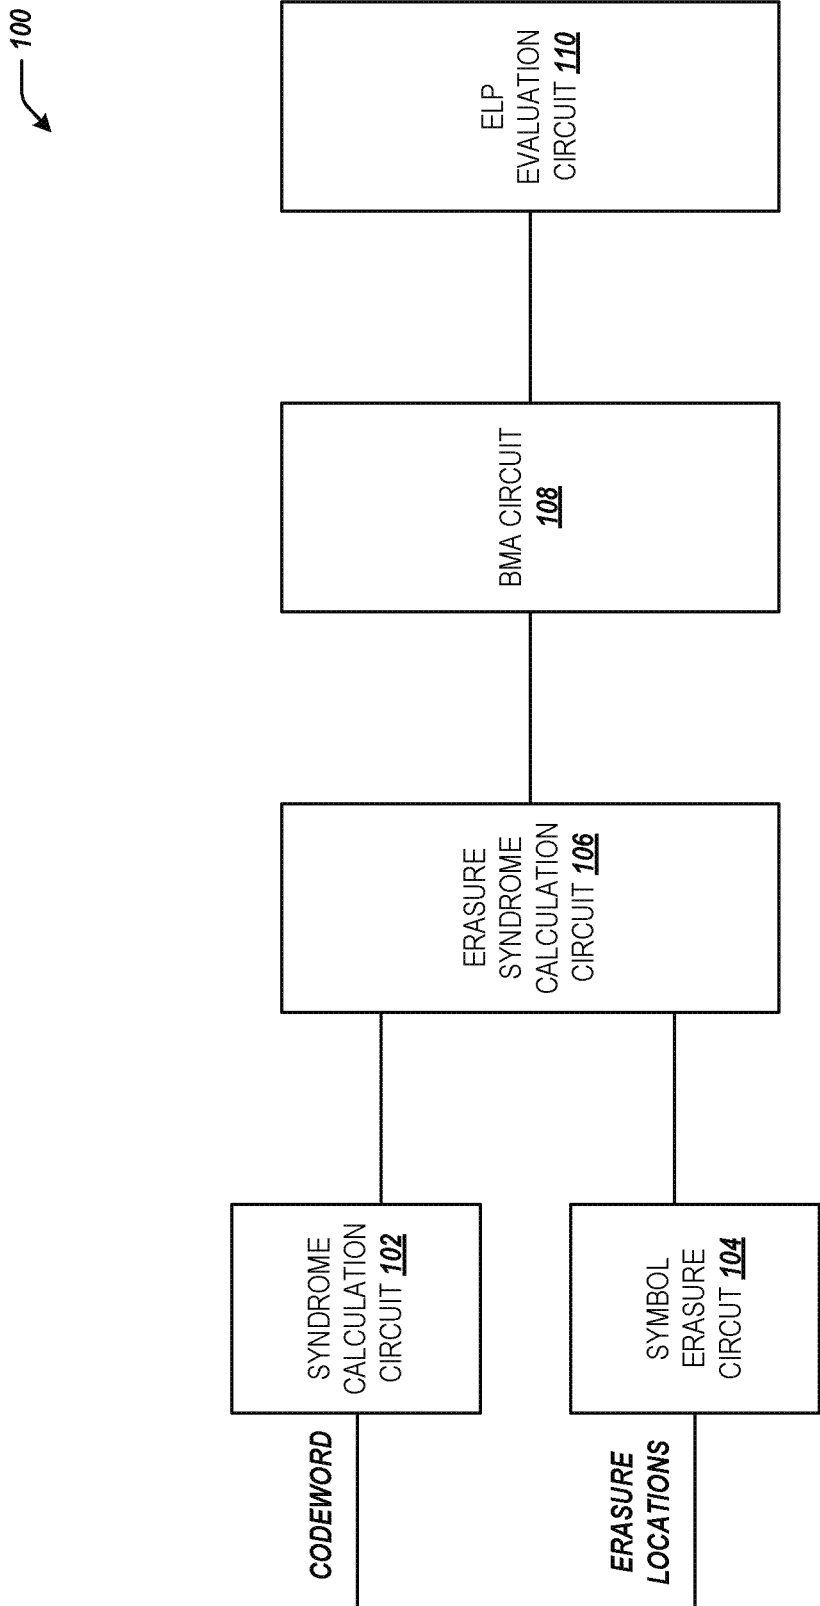 100
CODEWORD
SYNDROME
CALCULATION
CIRCUIT 102
ERASURE
LOCATIONS
SYMBOL
ERASURE
CIRCUT 104
ERASURE
SYNDROME
CALCULATION
CIRCUIT 106
BMA CIRCUIT
108
ELP
EVALUATION
CIRCUIT 110